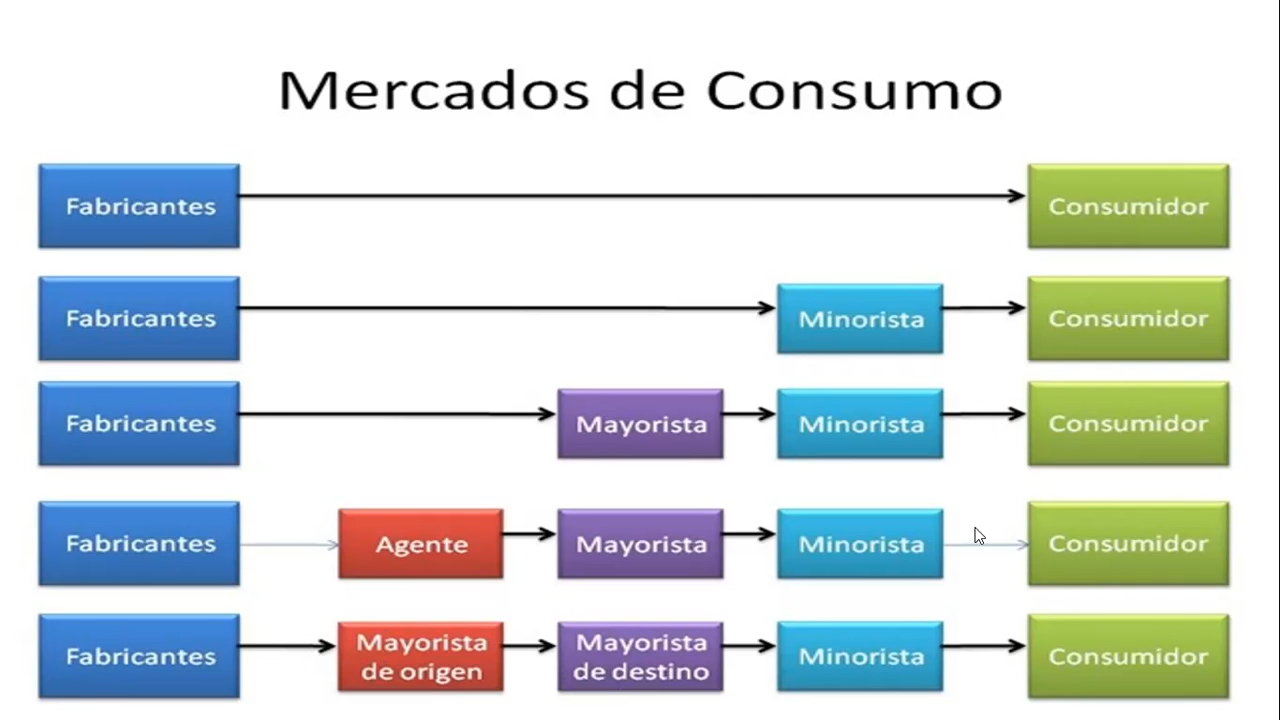 Mercados de Consumo
Fabricantes
Consumidor
Fabricantes
Minorista
Consumidor
Fabricantes
Mayorista
Minorista
Consumidor
Fabricantes
Agente
Mayorista
Minorista
Consumidor
Fabricantes
Mayorista
de origen
Mayorista
de destino
Minorista
Consumidor